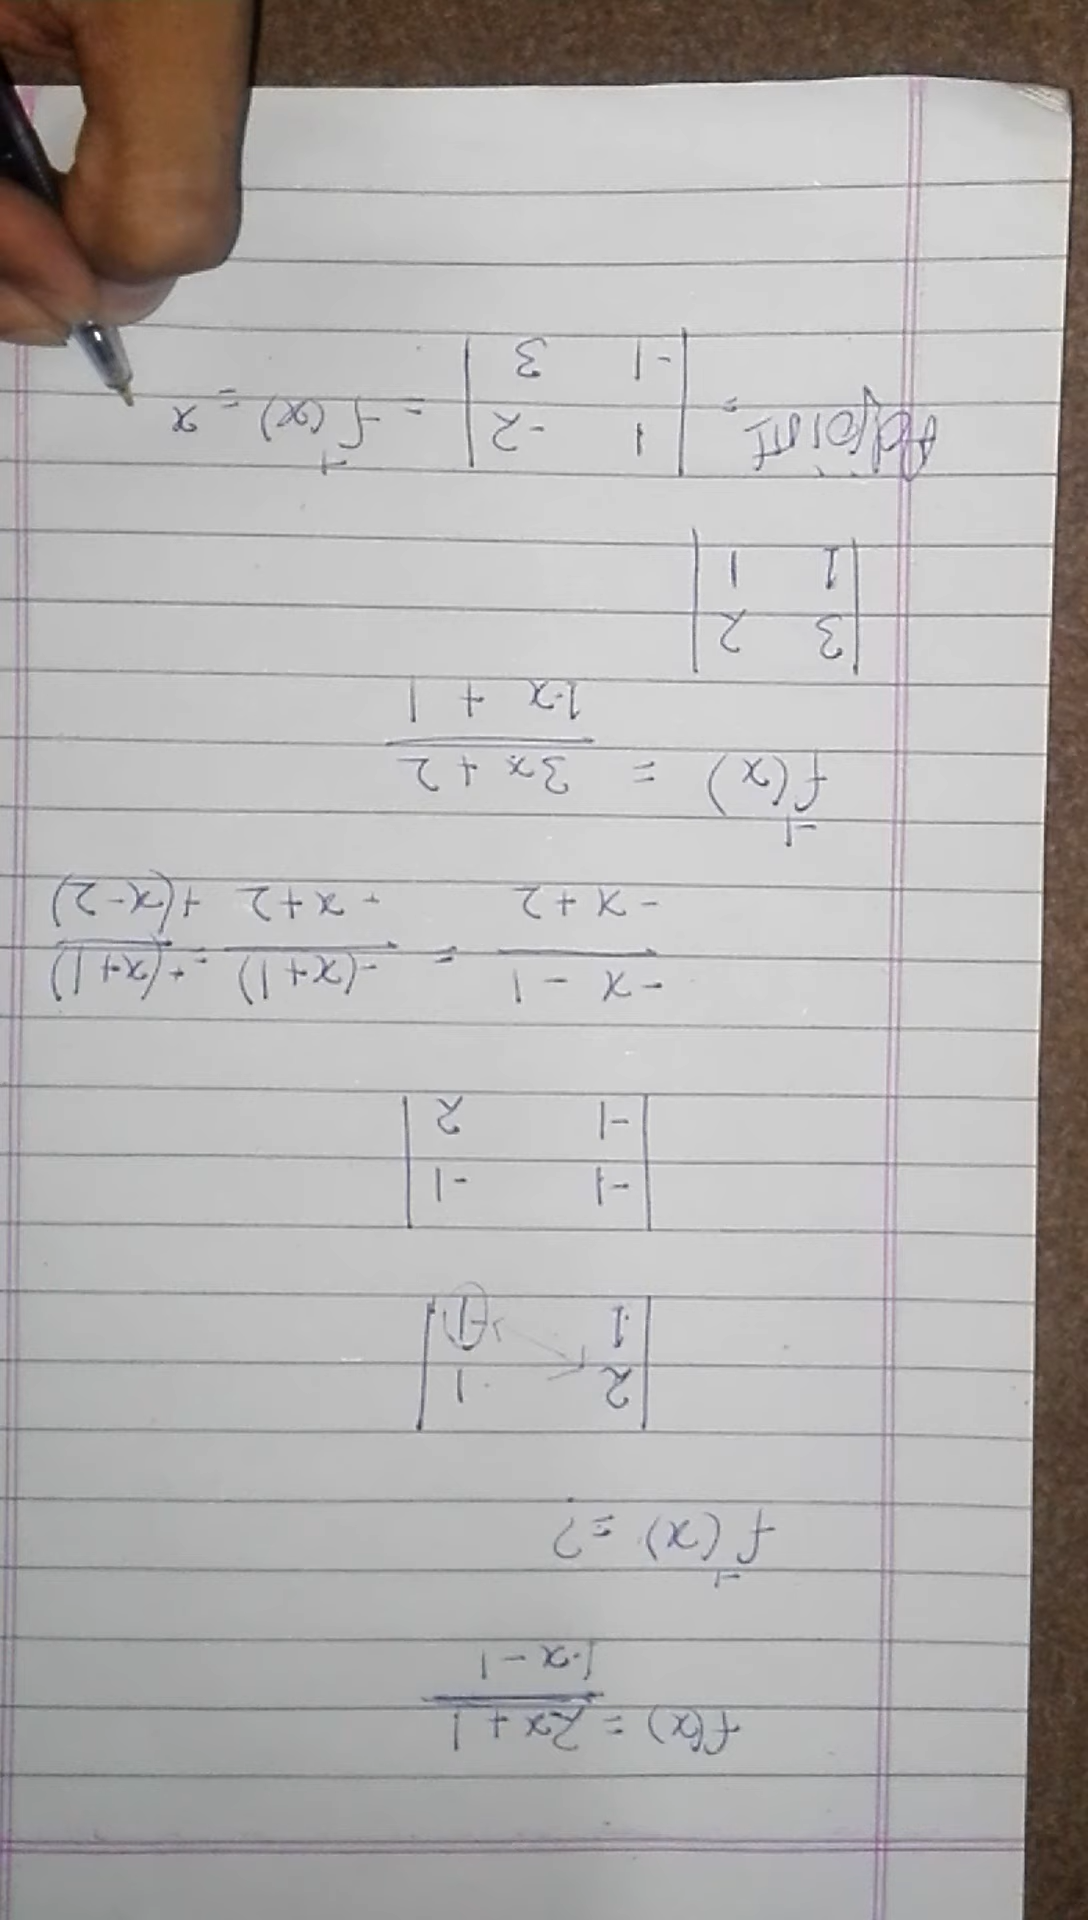 f(x) = 2x + 1 / 1·x - 1
f⁻¹(x) = ?
| 2 1 |
| 1 -1 |
| -1 -1 |
| -1 2 |
-x - 1 / -x + 2 = -(x+1) / -x + 2 = +(x+1) / +(x-2)
f⁻¹(x) = 3x + 2 / 1·x + 1
| 3 2 |
| 1 1 |
Adjoint = | 1 -2 | = f⁻¹(x) = x
| -1 3 |